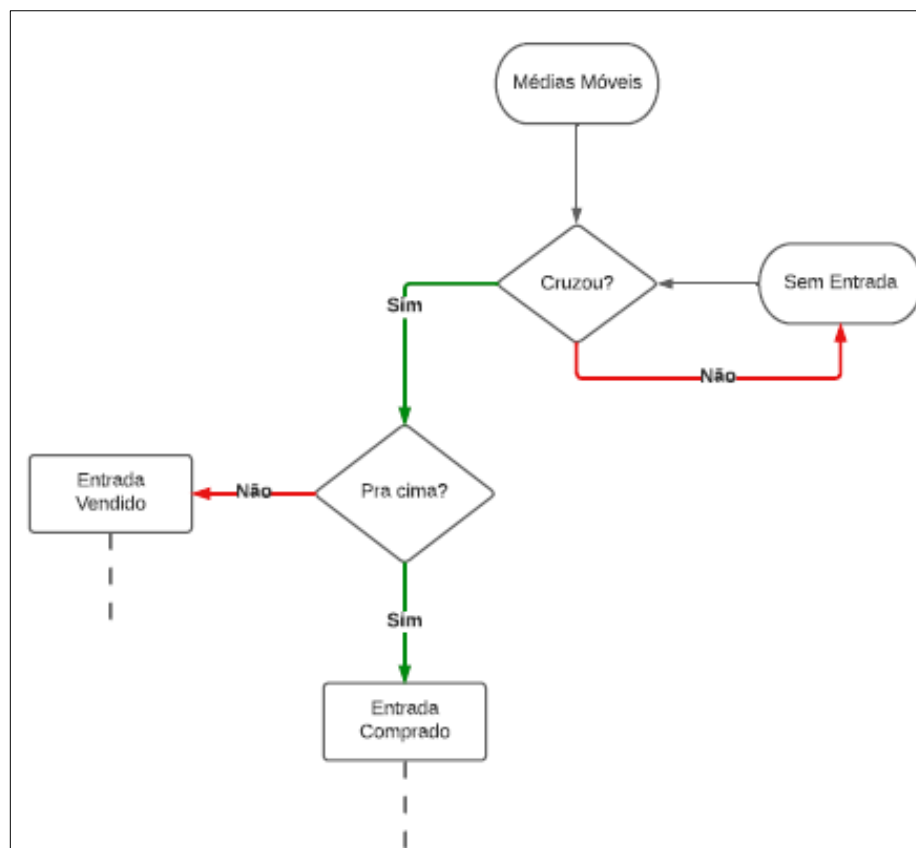 Médias Móveis
Cruzou?
Sem Entrada
Sim
Não
Pra cima?
Entrada
Vendido
Não
Sim
Entrada
Comprado